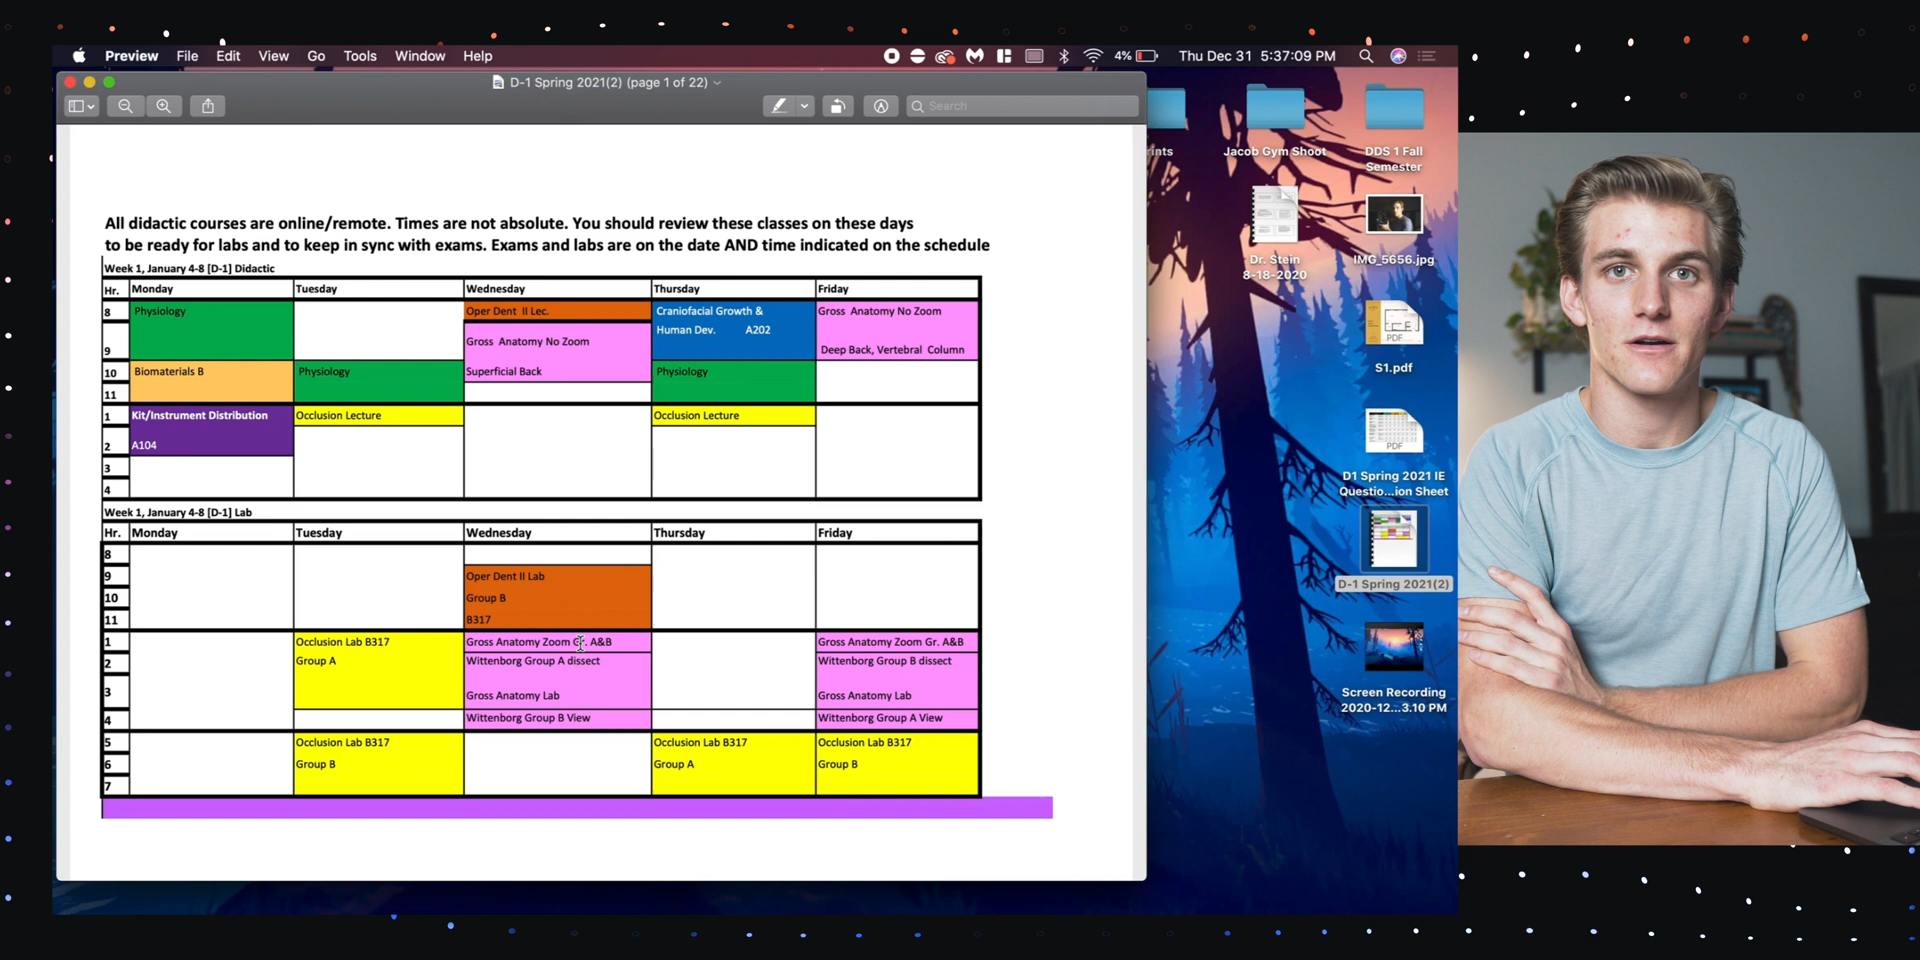 Preview File Edit View Go Tools Window Help 4% Thu Dec 31 5:37:09 PM
D-1 Spring 2021(2) (page 1 of 22)
Search
All didactic courses are online/remote. Times are not absolute. You should review these classes on these days
to be ready for labs and to keep in sync with exams. Exams and labs are on the date AND time indicated on the schedule
Week 1, January 4-8 [D-1] Didactic
Hr. Monday Tuesday Wednesday Thursday Friday
8 Physiology Oper Dent II Lec. Craniofacial Growth & Gross Anatomy No Zoom
Human Dev. A202
Gross Anatomy No Zoom
9 Deep Back, Vertebral Column
10 Biomaterials B Physiology Superficial Back Physiology
11
1 Kit/Instrument Distribution Occlusion Lecture Occlusion Lecture
2 A104
3
4
Week 1, January 4-8 [D-1] Lab
Hr. Monday Tuesday Wednesday Thursday Friday
8
9 Oper Dent II Lab
10 Group B
11 B317
1 Occlusion Lab B317 Gross Anatomy Zoom Gr. A&B Gross Anatomy Zoom Gr. A&B
2 Group A Wittenborg Group A dissect Wittenborg Group B dissect
3 Gross Anatomy Lab Gross Anatomy Lab
4 Wittenborg Group B View Wittenborg Group A View
5 Occlusion Lab B317 Occlusion Lab B317 Occlusion Lab B317
6 Group B Group A Group B
7
Jacob Gym Shoot
DDS 1 Fall
Semester
Dr. Stein
8-18-2020
IMG_5656.jpg
PDF
S1.pdf
PDF
D1 Spring 2021 IE
Questio...ion Sheet
D-1 Spring 2021(2)
Screen Recording
2020-12...3.10 PM